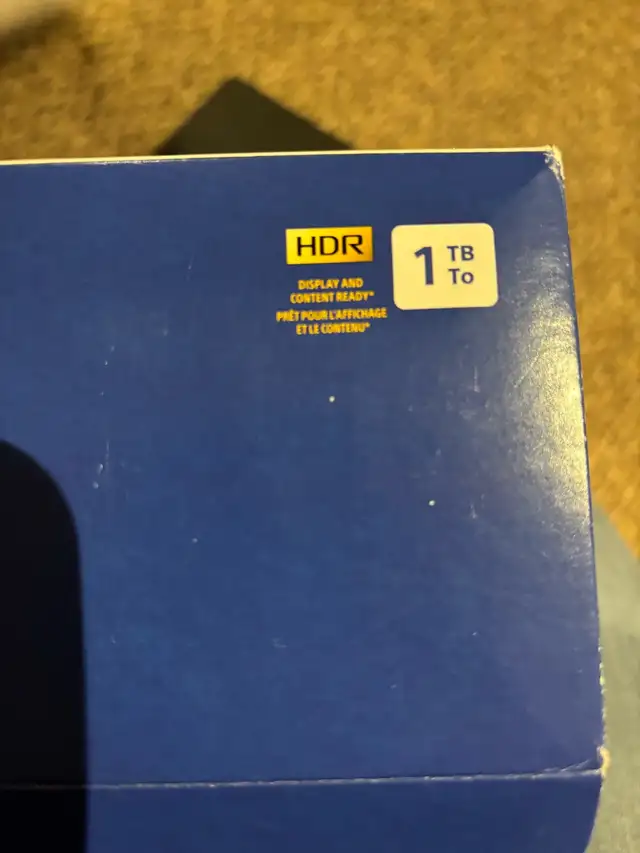 HDR
DISPLAY AND
CONTENT READY*
PRÊT POUR L'AFFICHAGE
ET LE CONTENU*
1 TB
To